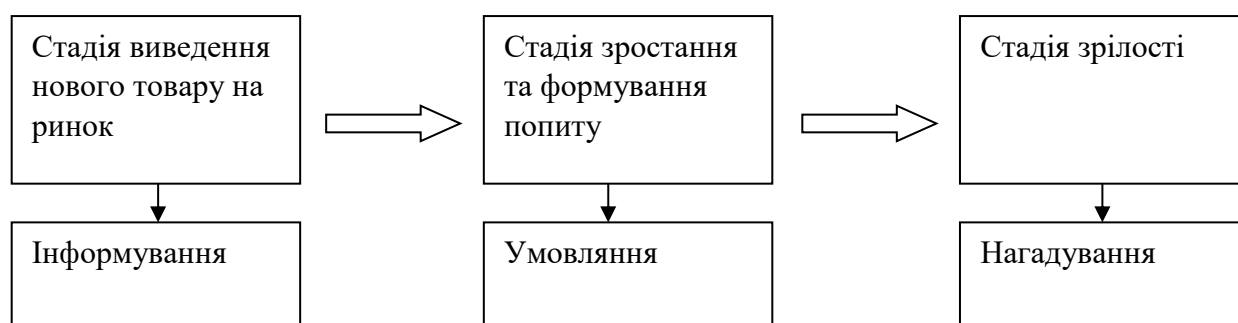 Стадія виведення
нового товару на
ринок
Стадія зростання
та формування
попиту
Стадія зрілості
Інформування
Умовляння
Нагадування